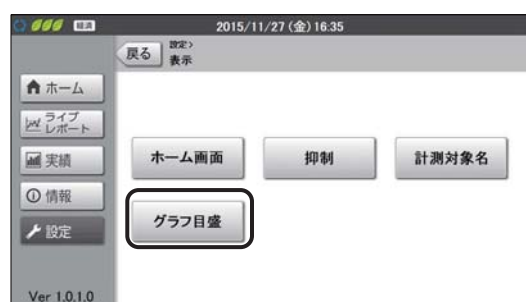 経済
2015/11/27 (金) 16:35
戻る
設定>
表示
ホーム
ライブ
レポート
実績
情報
設定
ホーム画面
抑制
計測対象名
グラフ目盛
Ver 1.0.1.0